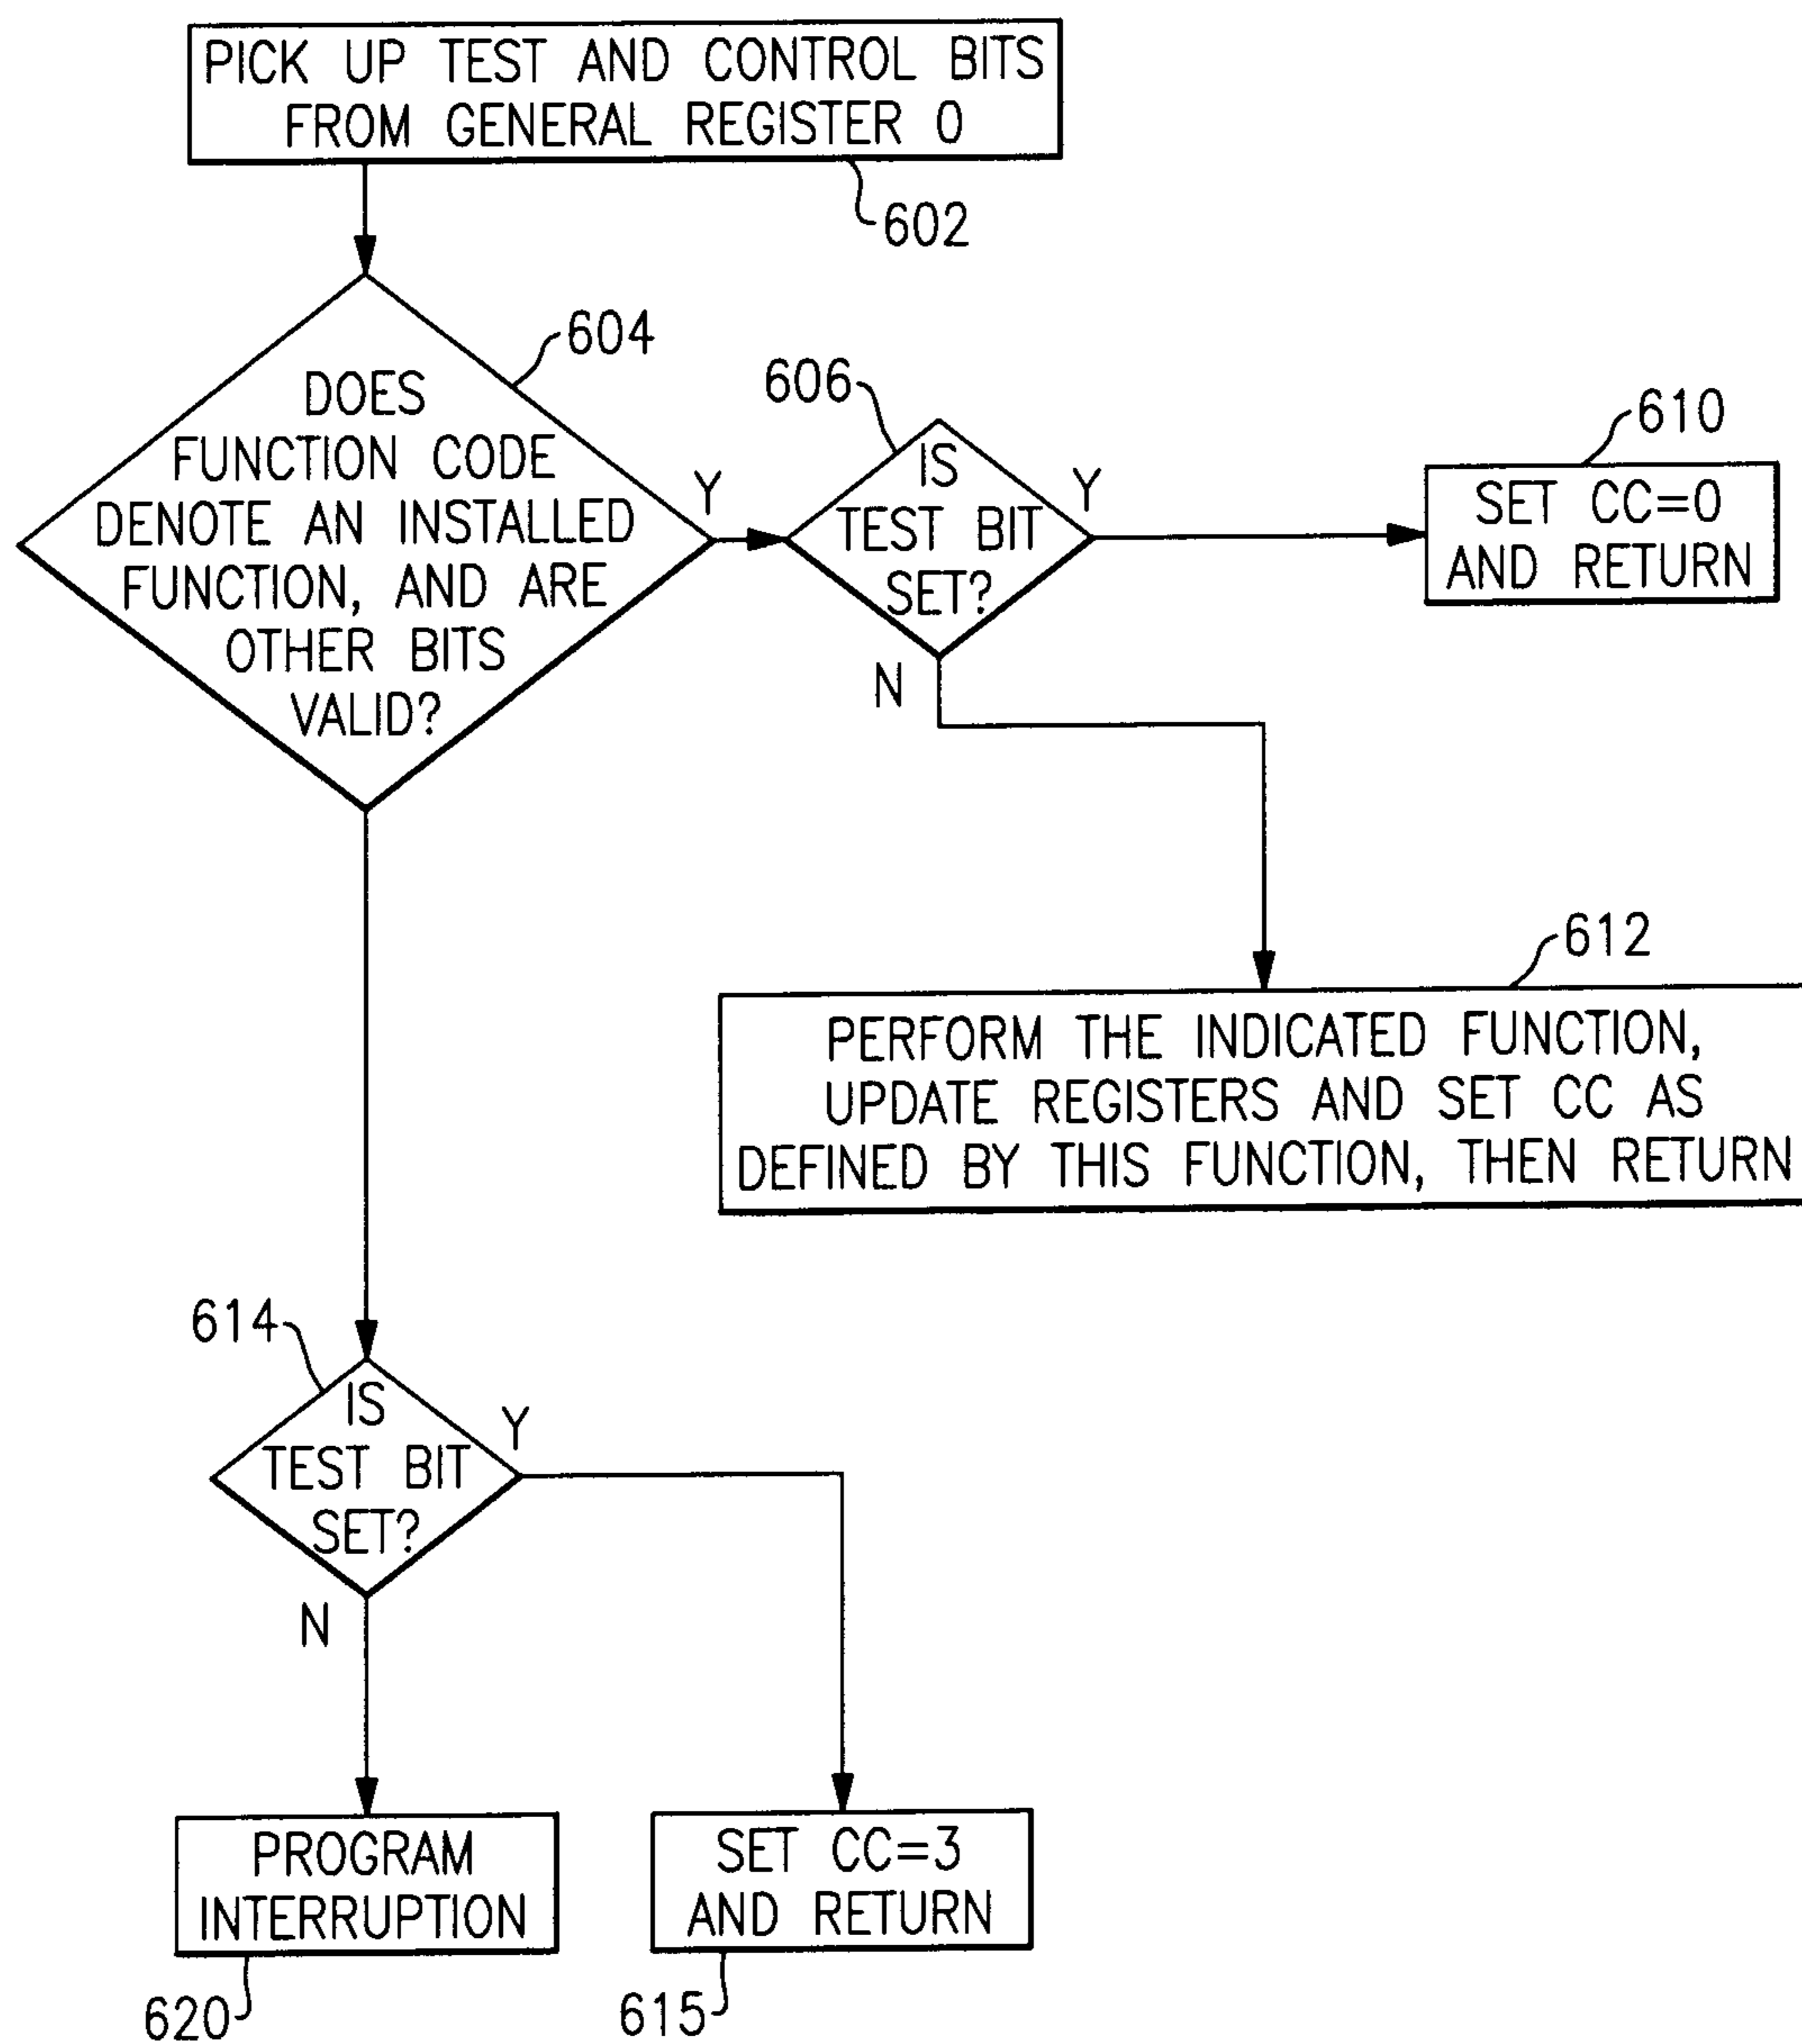 PICK UP TEST AND CONTROL BITS
FROM GENERAL REGISTER 0
602
604
DOES
FUNCTION CODE
DENOTE AN INSTALLED
FUNCTION, AND ARE
OTHER BITS
VALID?
Y
606
IS
TEST BIT
SET?
Y
N
610
SET CC=0
AND RETURN
612
PERFORM THE INDICATED FUNCTION,
UPDATE REGISTERS AND SET CC AS
DEFINED BY THIS FUNCTION, THEN RETURN
614
IS
TEST BIT
SET?
Y
N
PROGRAM
INTERRUPTION
620
SET CC=3
AND RETURN
615